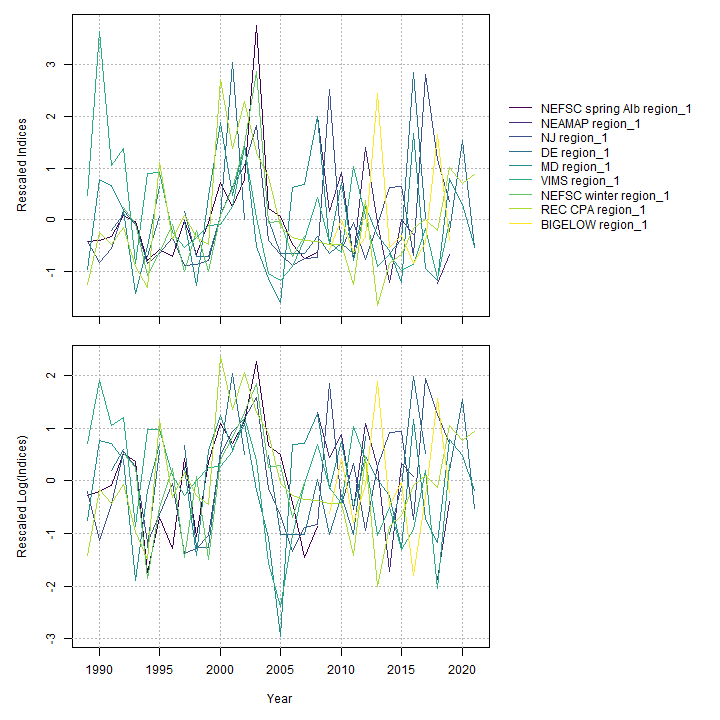 Rescaled Indices
3
2
1
0
-1
NEFSC spring Alb region_1
NEAMAP region_1
NJ region_1
DE region_1
MD region_1
VIMS region_1
NEFSC winter region_1
REC CPA region_1
BIGELOW region_1
Rescaled Log(Indices)
2
1
0
-1
-2
-3
1990 1995 2000 2005 2010 2015 2020
Year